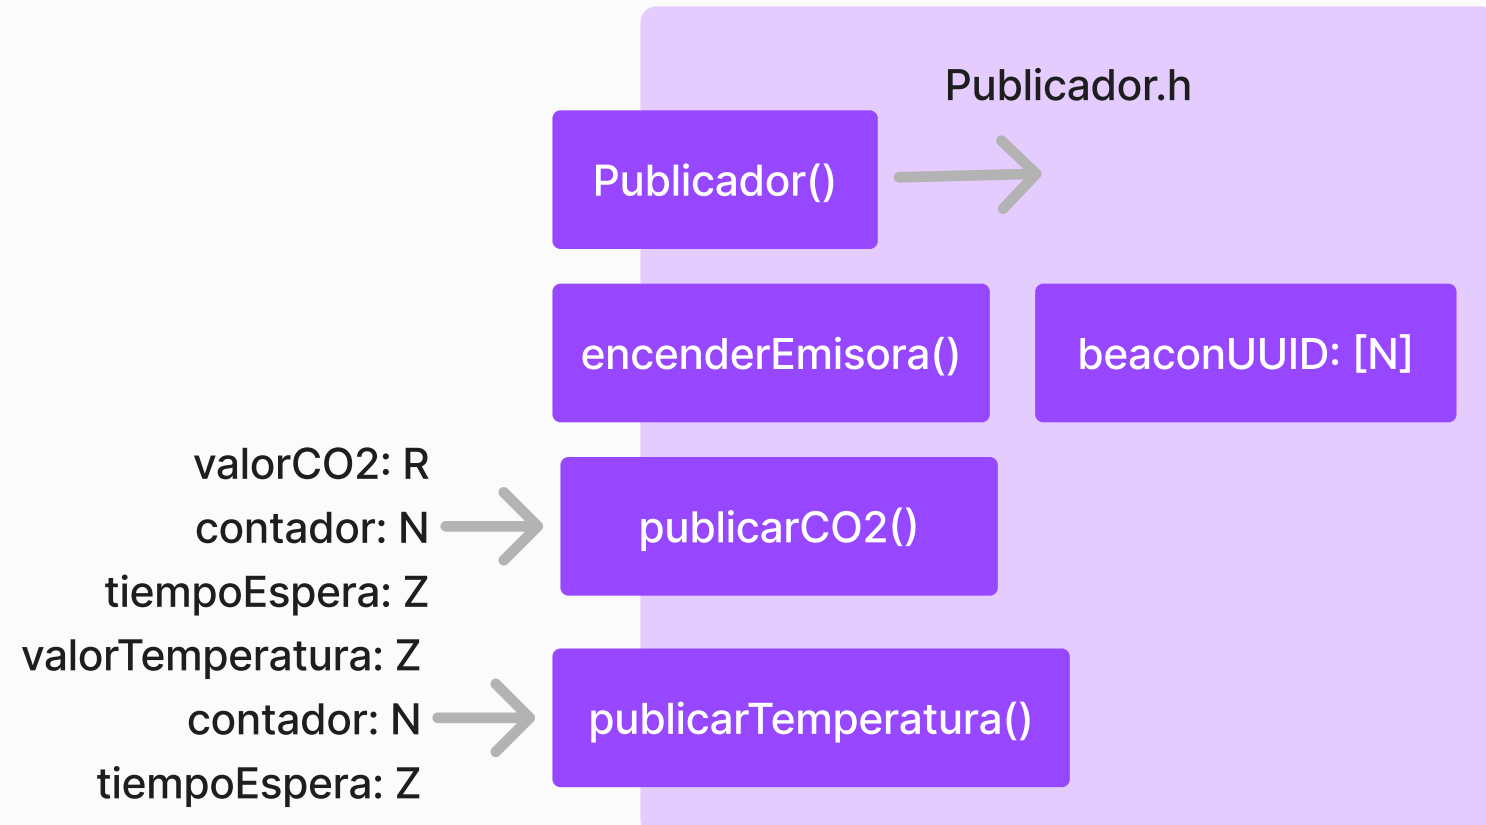 Publicador.h
Publicador()
encenderEmisora()
beaconUUID: [N]
valorCO2: R
contador: N
tiempoEspera: Z
publicarCO2()
valorTemperatura: Z
contador: N
tiempoEspera: Z
publicarTemperatura()